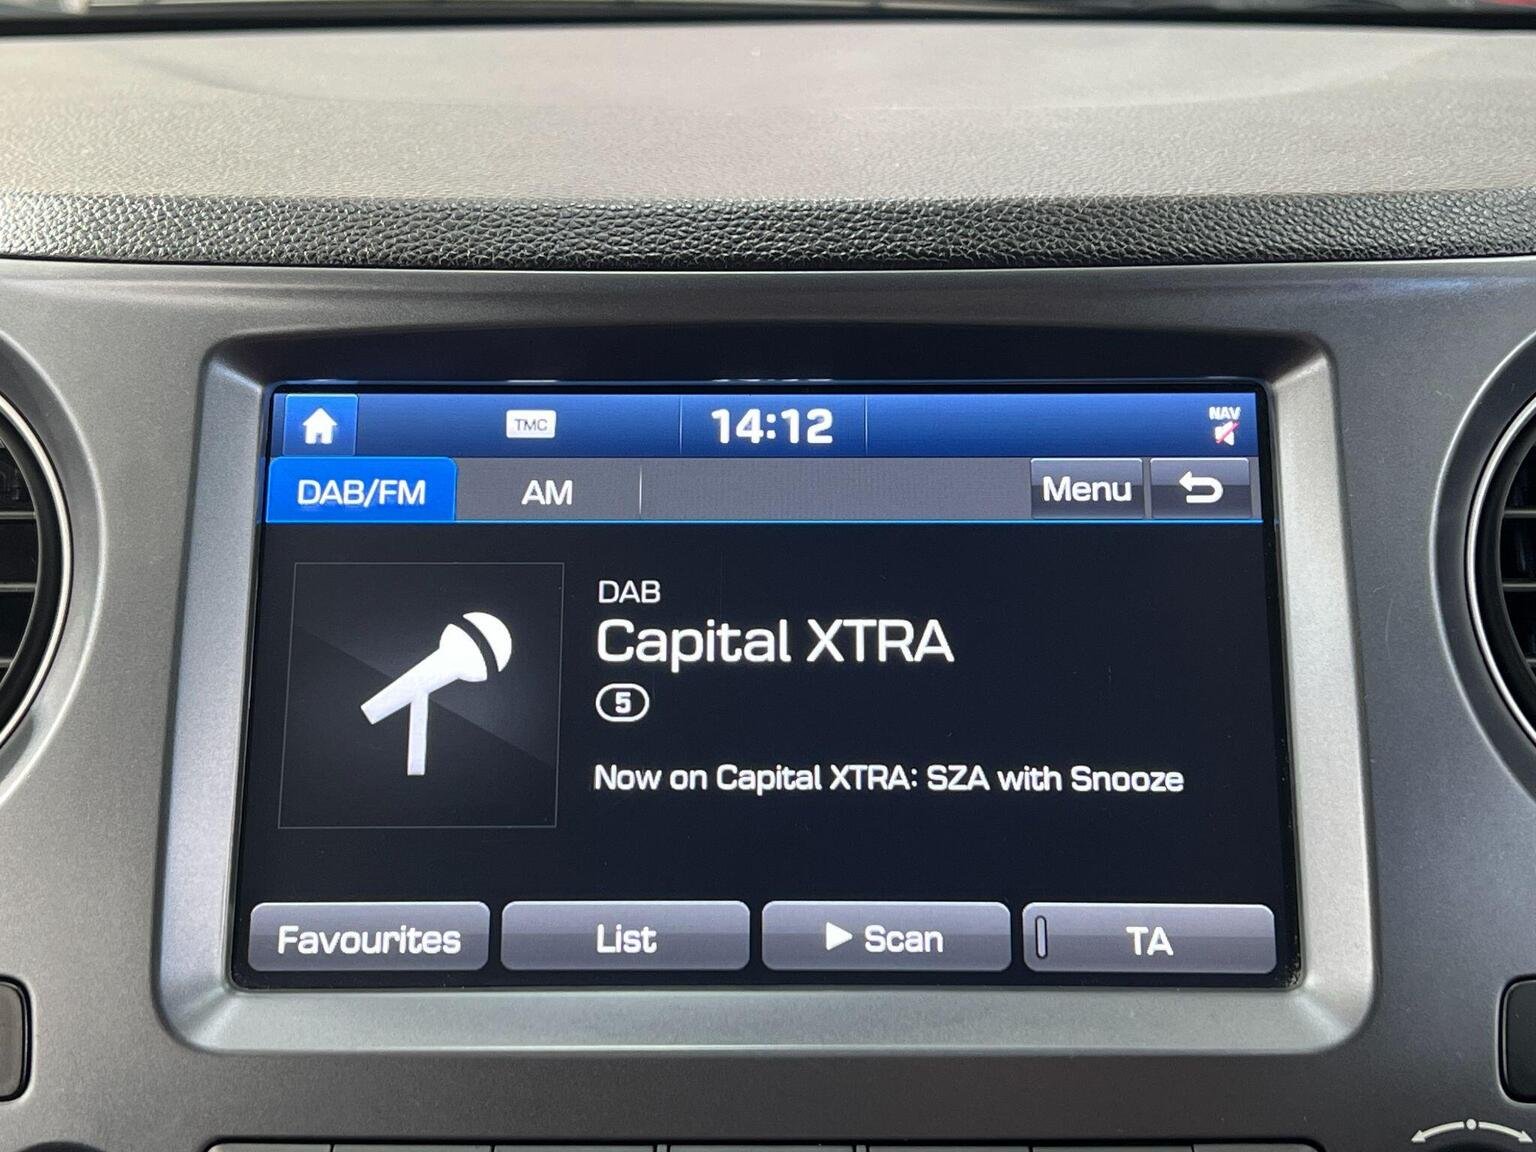 TMC
14:12
NAV
DAB/FM
AM
Menu
DAB
Capital XTRA
5
Now on Capital XTRA: SZA with Snooze
Favourites
List
Scan
TA